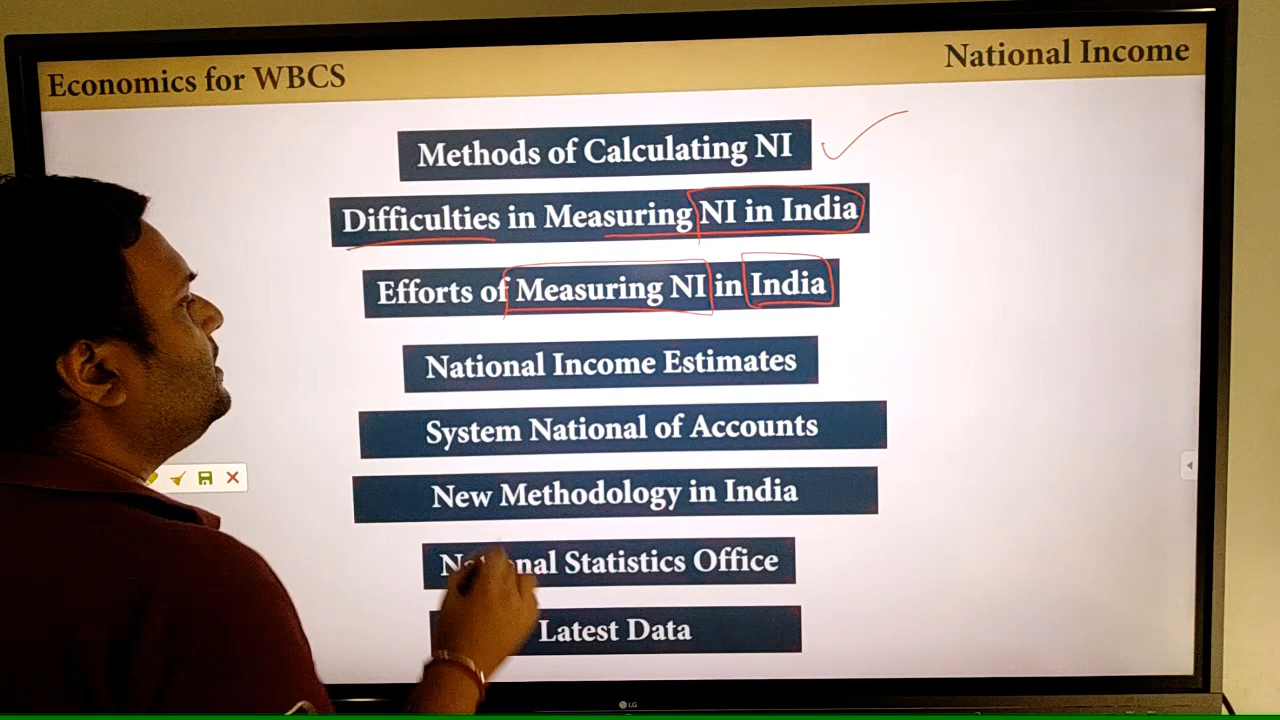 Economics for WBCS
National Income
Methods of Calculating NI
Difficulties in Measuring NI in India
Efforts of Measuring NI in India
National Income Estimates
System National of Accounts
New Methodology in India
Statistics Office
Latest Data
LG